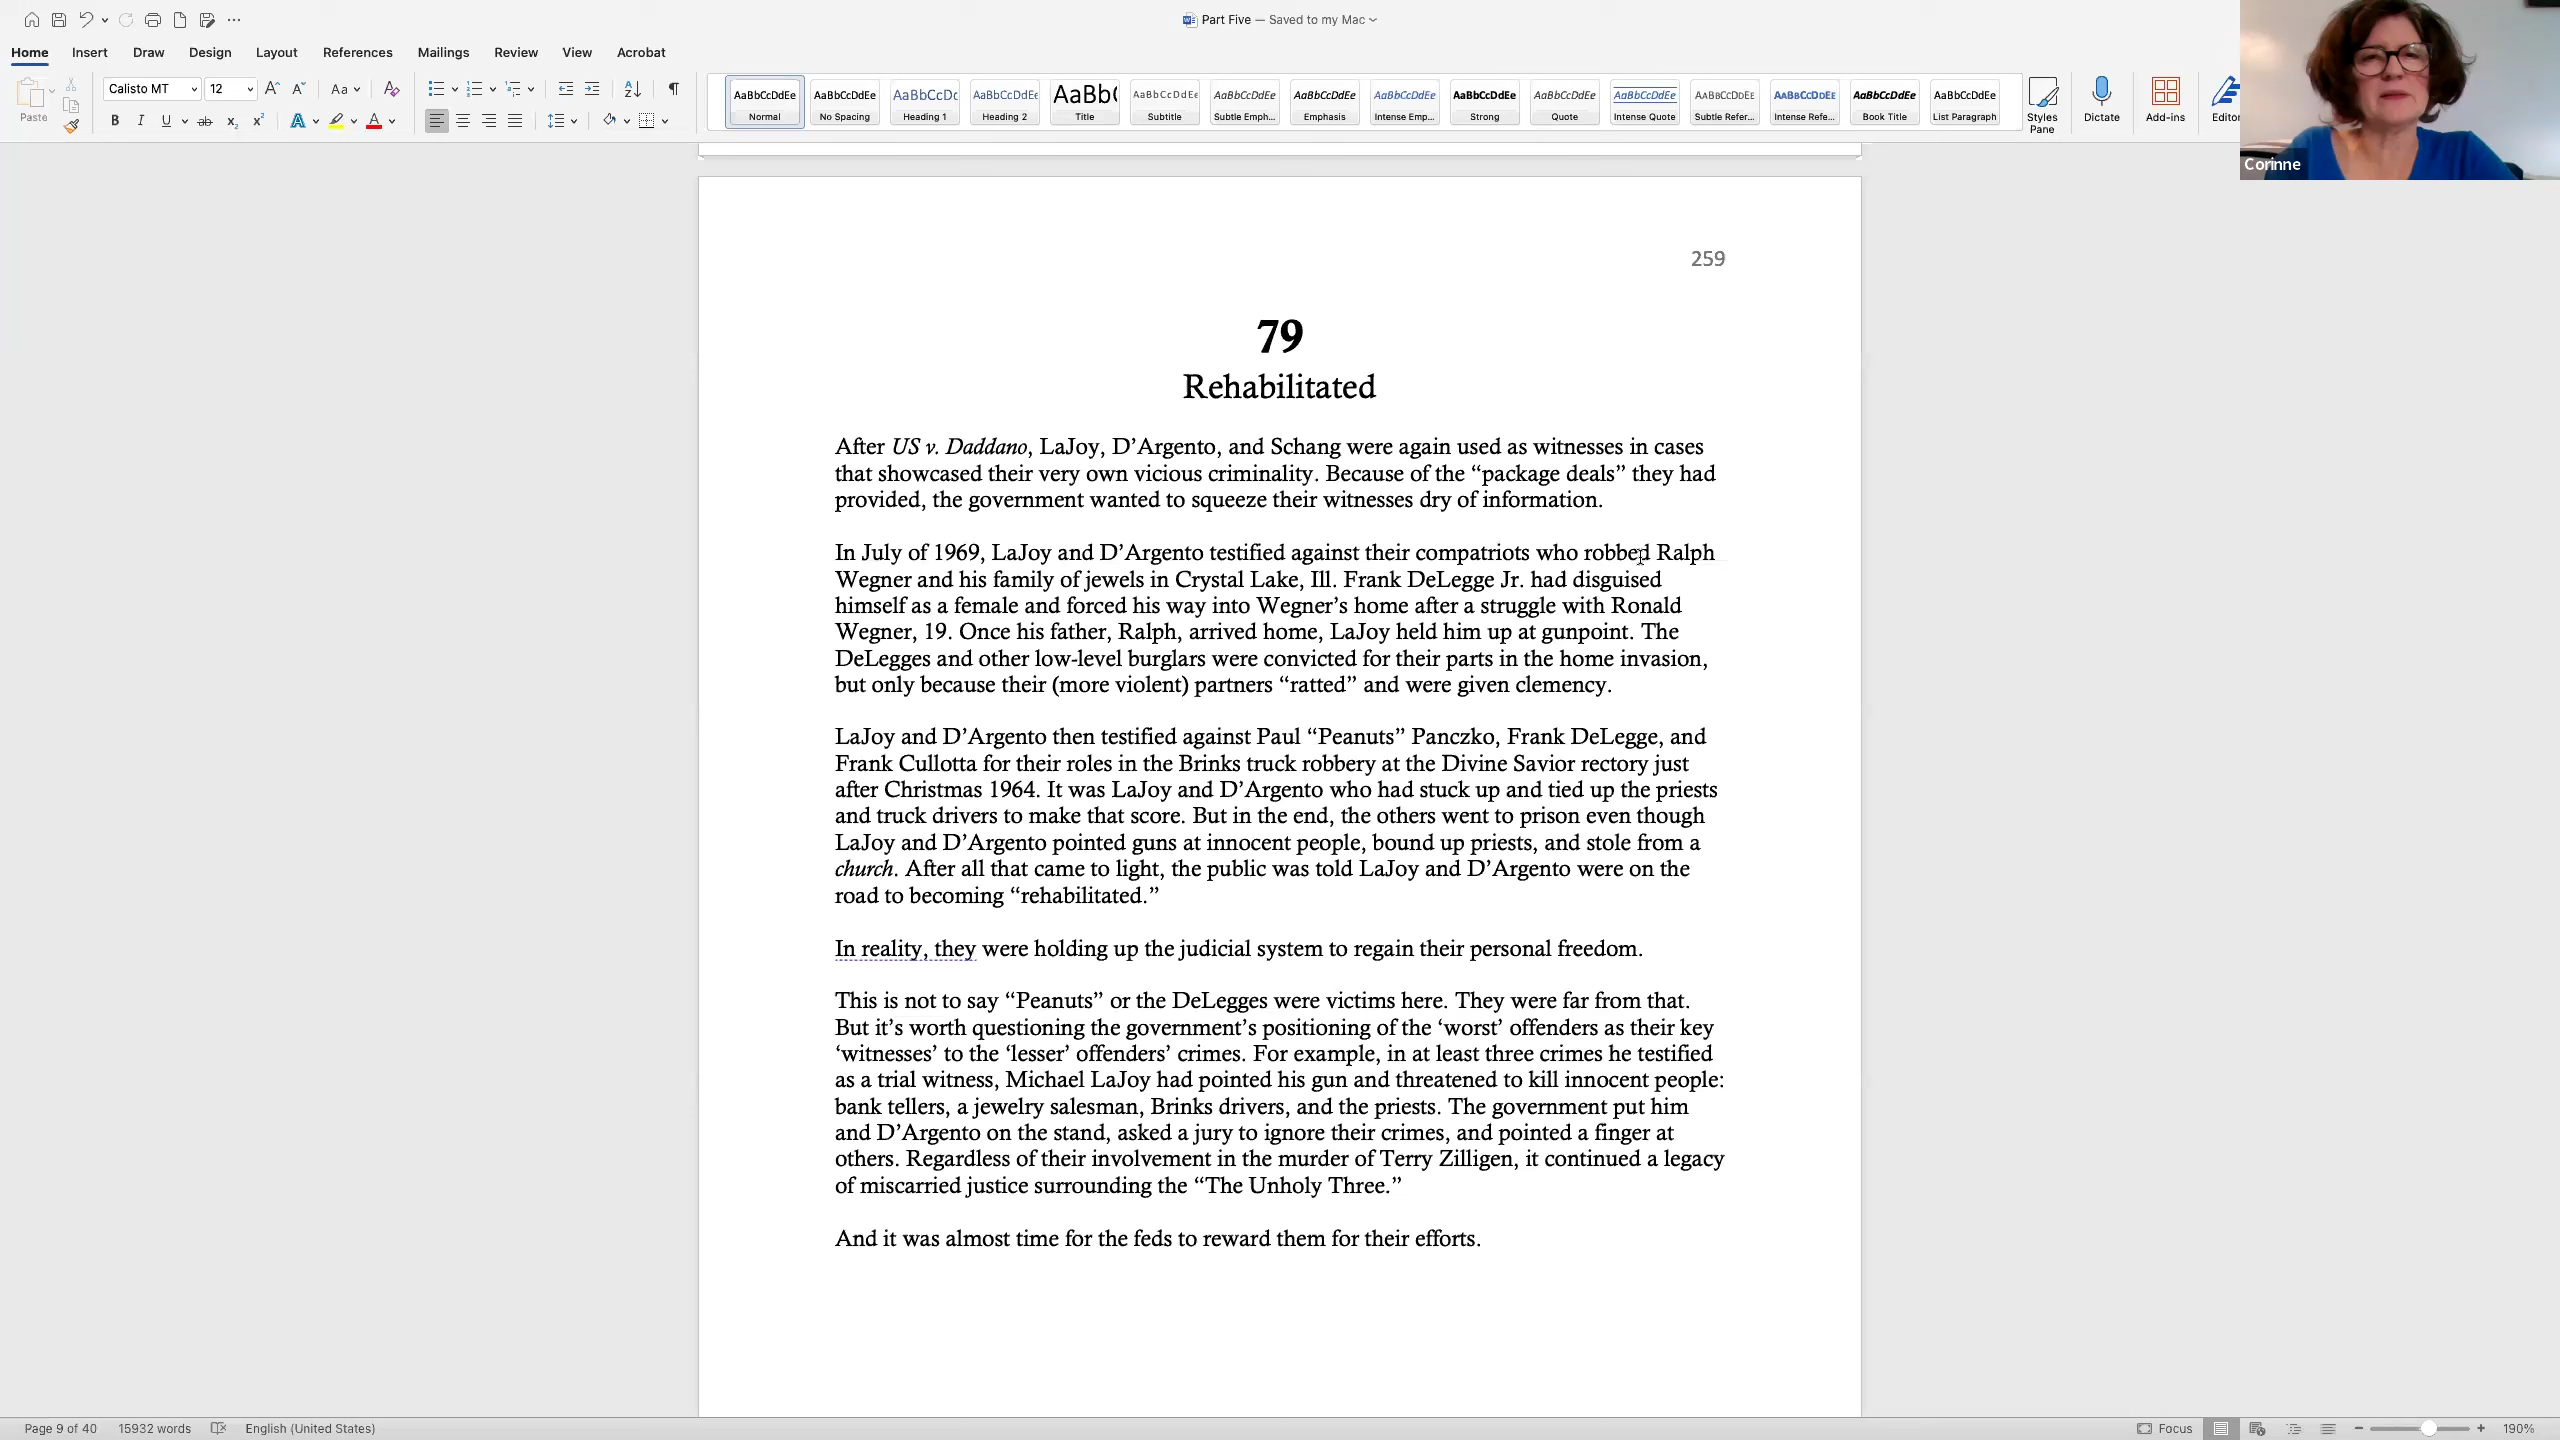 Part Five — Saved to my Mac
Home Insert Draw Design Layout References Mailings Review View Acrobat
Paste
Calisto MT 12
AaBbCcDdEe Normal
AaBbCcDdEe No Spacing
AaBbCcDc Heading 1
AaBbCcDdEe Heading 2
AaBb( Title
AaBbCcDdEe Subtitle
AaBbCcDdEe Subtle Emph...
AaBbCcDdEe Emphasis
AaBbCcDdEe Intense Emp...
AaBbCcDdEe Strong
AaBbCcDdEe Quote
AaBbCcDdEe Intense Quote
AaBbCcDdEe Subtle Refer...
AaBbCcDdEe Intense Refe...
AaBbCcDdEe Book Title
AaBbCcDdEe List Paragraph
Styles Pane
Dictate
Add-ins
Editor
Corinne
259
79
Rehabilitated
After US v. Daddano, LaJoy, D’Argento, and Schang were again used as witnesses in cases
that showcased their very own vicious criminality. Because of the “package deals” they had
provided, the government wanted to squeeze their witnesses dry of information.
In July of 1969, LaJoy and D’Argento testified against their compatriots who robbed Ralph
Wegner and his family of jewels in Crystal Lake, Ill. Frank DeLegge Jr. had disguised
himself as a female and forced his way into Wegner’s home after a struggle with Ronald
Wegner, 19. Once his father, Ralph, arrived home, LaJoy held him up at gunpoint. The
DeLegges and other low-level burglars were convicted for their parts in the home invasion,
but only because their (more violent) partners “ratted” and were given clemency.
LaJoy and D’Argento then testified against Paul “Peanuts” Panczko, Frank DeLegge, and
Frank Cullotta for their roles in the Brinks truck robbery at the Divine Savior rectory just
after Christmas 1964. It was LaJoy and D’Argento who had stuck up and tied up the priests
and truck drivers to make that score. But in the end, the others went to prison even though
LaJoy and D’Argento pointed guns at innocent people, bound up priests, and stole from a
church. After all that came to light, the public was told LaJoy and D’Argento were on the
road to becoming “rehabilitated.”
In reality, they were holding up the judicial system to regain their personal freedom.
This is not to say “Peanuts” or the DeLegges were victims here. They were far from that.
But it’s worth questioning the government’s positioning of the ‘worst’ offenders as their key
‘witnesses’ to the ‘lesser’ offenders’ crimes. For example, in at least three crimes he testified
as a trial witness, Michael LaJoy had pointed his gun and threatened to kill innocent people:
bank tellers, a jewelry salesman, Brinks drivers, and the priests. The government put him
and D’Argento on the stand, asked a jury to ignore their crimes, and pointed a finger at
others. Regardless of their involvement in the murder of Terry Zilligen, it continued a legacy
of miscarried justice surrounding the “The Unholy Three.”
And it was almost time for the feds to reward them for their efforts.
Page 9 of 40 15932 words English (United States) Focus 190%